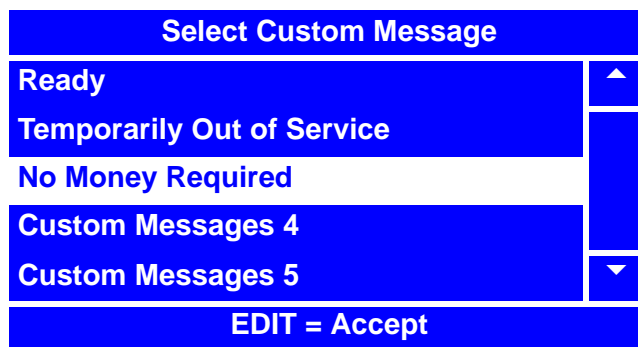 Select Custom Message
Ready
Temporarily Out of Service
No Money Required
Custom Messages 4
Custom Messages 5
EDIT = Accept